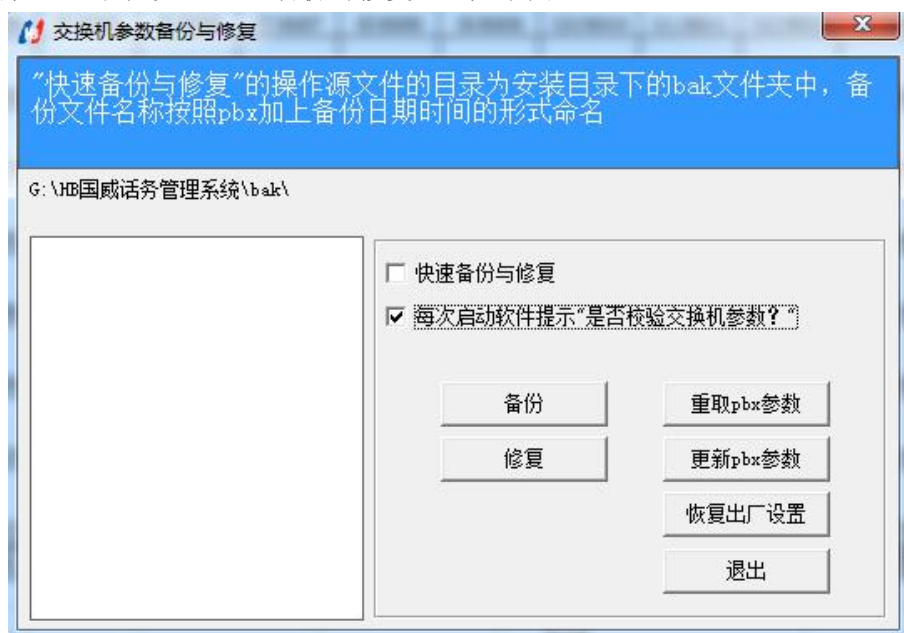 交换机参数备份与修复
"快速备份与修复"的操作源文件的目录为安装目录下的bak文件夹中，备
份文件名称按照pbx加上备份日期时间的形式命名
G:\HB国威话务管理系统\bak\
快速备份与修复
每次启动软件提示"是否校验交换机参数？"
备份
重取pbx参数
修复
更新pbx参数
恢复出厂设置
退出